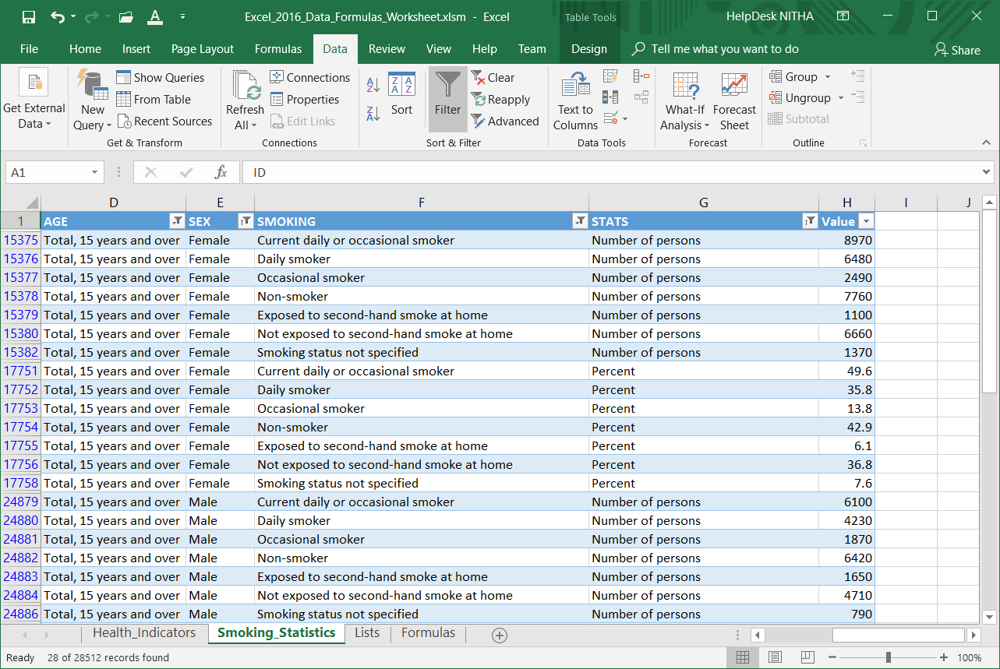 Excel_2016_Data_Formulas_Worksheet.xlsm - Excel
Table Tools
HelpDesk NITHA
File Home Insert Page Layout Formulas Data Review View Help Team Design Tell me what you want to do Share
Get External Data
New Query
Show Queries
From Table
Recent Sources
Get & Transform
Refresh All
Connections
Properties
Edit Links
Connections
Sort
Filter
Clear
Reapply
Advanced
Sort & Filter
Text to Columns
Data Tools
What-If Analysis
Forecast Sheet
Forecast
Group
Ungroup
Subtotal
Outline
A1 fx ID
D E F G H I J
1 AGE SEX SMOKING STATS Value
15375 Total, 15 years and over Female Current daily or occasional smoker Number of persons 8970
15376 Total, 15 years and over Female Daily smoker Number of persons 6480
15377 Total, 15 years and over Female Occasional smoker Number of persons 2490
15378 Total, 15 years and over Female Non-smoker Number of persons 7760
15379 Total, 15 years and over Female Exposed to second-hand smoke at home Number of persons 1100
15380 Total, 15 years and over Female Not exposed to second-hand smoke at home Number of persons 6660
15382 Total, 15 years and over Female Smoking status not specified Number of persons 1370
17751 Total, 15 years and over Female Current daily or occasional smoker Percent 49.6
17752 Total, 15 years and over Female Daily smoker Percent 35.8
17753 Total, 15 years and over Female Occasional smoker Percent 13.8
17754 Total, 15 years and over Female Non-smoker Percent 42.9
17755 Total, 15 years and over Female Exposed to second-hand smoke at home Percent 6.1
17756 Total, 15 years and over Female Not exposed to second-hand smoke at home Percent 36.8
17758 Total, 15 years and over Female Smoking status not specified Percent 7.6
24879 Total, 15 years and over Male Current daily or occasional smoker Number of persons 6100
24880 Total, 15 years and over Male Daily smoker Number of persons 4230
24881 Total, 15 years and over Male Occasional smoker Number of persons 1870
24882 Total, 15 years and over Male Non-smoker Number of persons 6420
24883 Total, 15 years and over Male Exposed to second-hand smoke at home Number of persons 1650
24884 Total, 15 years and over Male Not exposed to second-hand smoke at home Number of persons 4710
24886 Total, 15 years and over Male Smoking status not specified Number of persons 790
Health_Indicators Smoking_Statistics Lists Formulas
Ready 28 of 28512 records found 100%